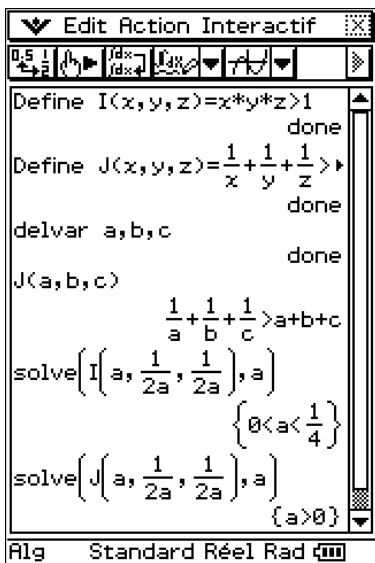 Edit Action Interactif
Define I(x,y,z)=x*y*z>1
done
Define J(x,y,z)=1/x+1/y+1/z>
done
delvar a,b,c
done
J(a,b,c)
1/a+1/b+1/c>a+b+c
solve(I(a,1/2a,1/2a),a)
{0<a<1/4}
solve(J(a,1/2a,1/2a),a)
{a>0}
Alg Standard Réel Rad